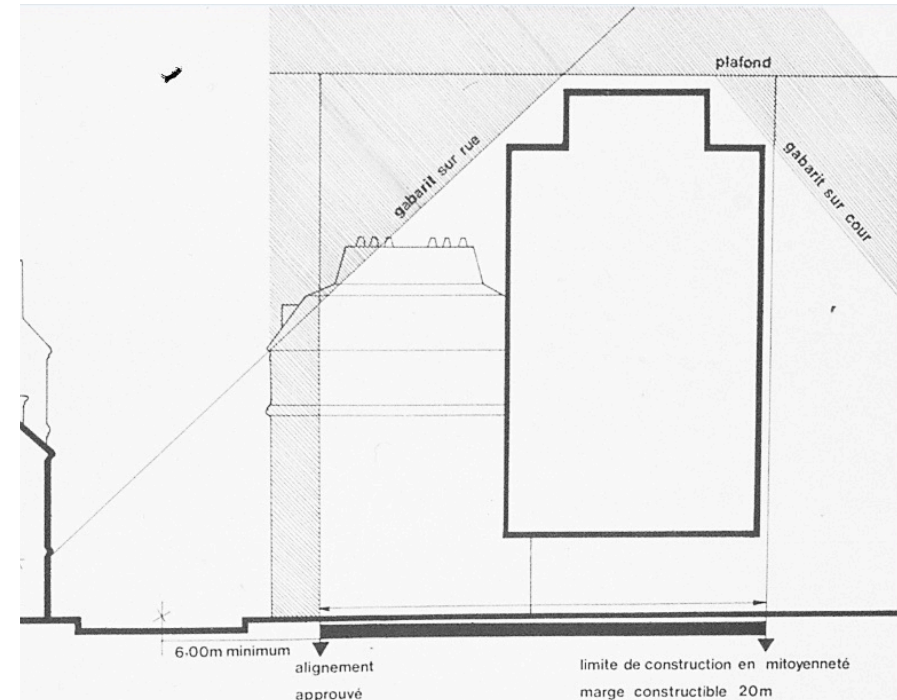 plafond
gabarit sur rue
gabarit sur cour
6·00m minimum
alignement
approuvé
limite de construction en mitoyenneté
marge constructible 20m